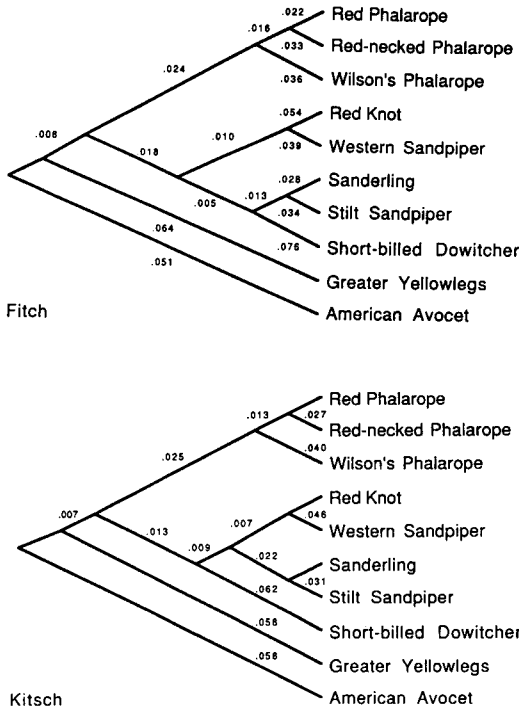 .022
Red Phalarope
.016
.033
Red-necked Phalarope
.024
.036
Wilson's Phalarope
.054
Red Knot
.008
.010
.039
Western Sandpiper
.018
.028
Sanderling
.013
.005
.034
Stilt Sandpiper
.064
.076
Short-billed Dowitcher
.051
Greater Yellowlegs
Fitch
American Avocet
Red Phalarope
.013
.027
Red-necked Phalarope
.025
.040
Wilson's Phalarope
Red Knot
.007
.007
.046
.013
Western Sandpiper
.009
.022
Sanderling
.031
.062
Stilt Sandpiper
Short-billed Dowitcher
.058
Greater Yellowlegs
.058
American Avocet
Kitsch